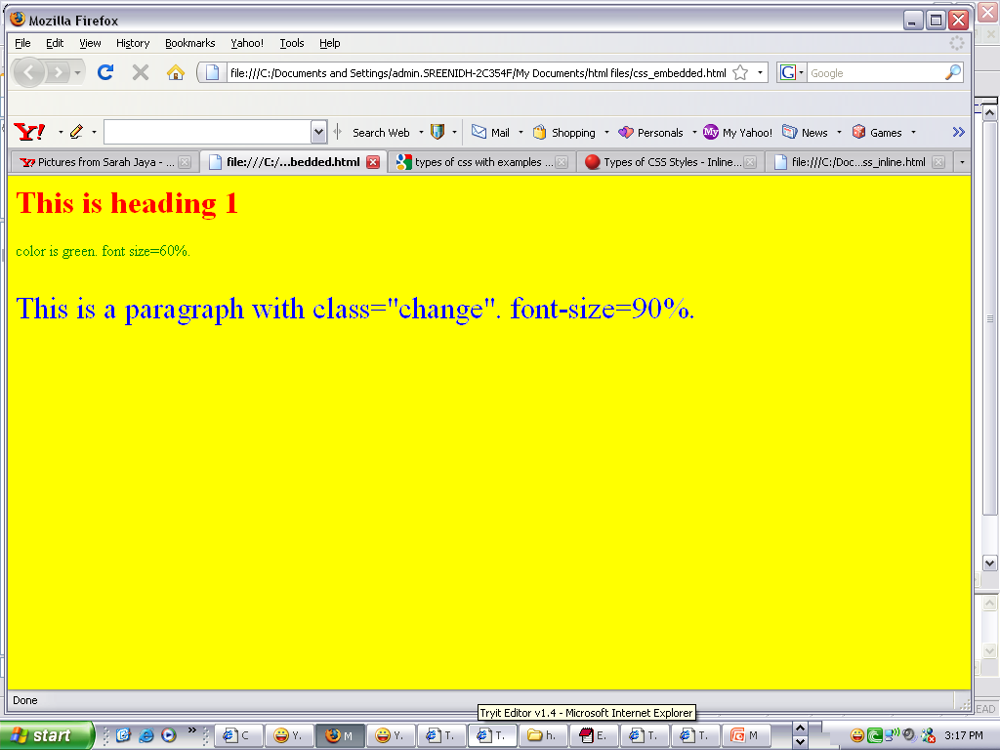 Mozilla Firefox
File Edit View History Bookmarks Yahoo! Tools Help
file:///C:/Documents and Settings/admin.SREENIDH-2C354F/My Documents/html files/css_embedded.html G Google
Y! Search Web Mail Shopping Personals My My Yahoo! News Games
Y! Pictures from Sarah Jaya - ... file:///C:/...bedded.html types of css with examples ... Types of CSS Styles - Inline... file:///C:/Doc...ss_inline.html
This is heading 1
color is green. font size=60%.
This is a paragraph with class="change". font-size=90%.
Done
EAD
Tryit Editor v1.4 - Microsoft Internet Explorer
start C Y. M Y. T. T. h. E. T. T. M 3:17 PM